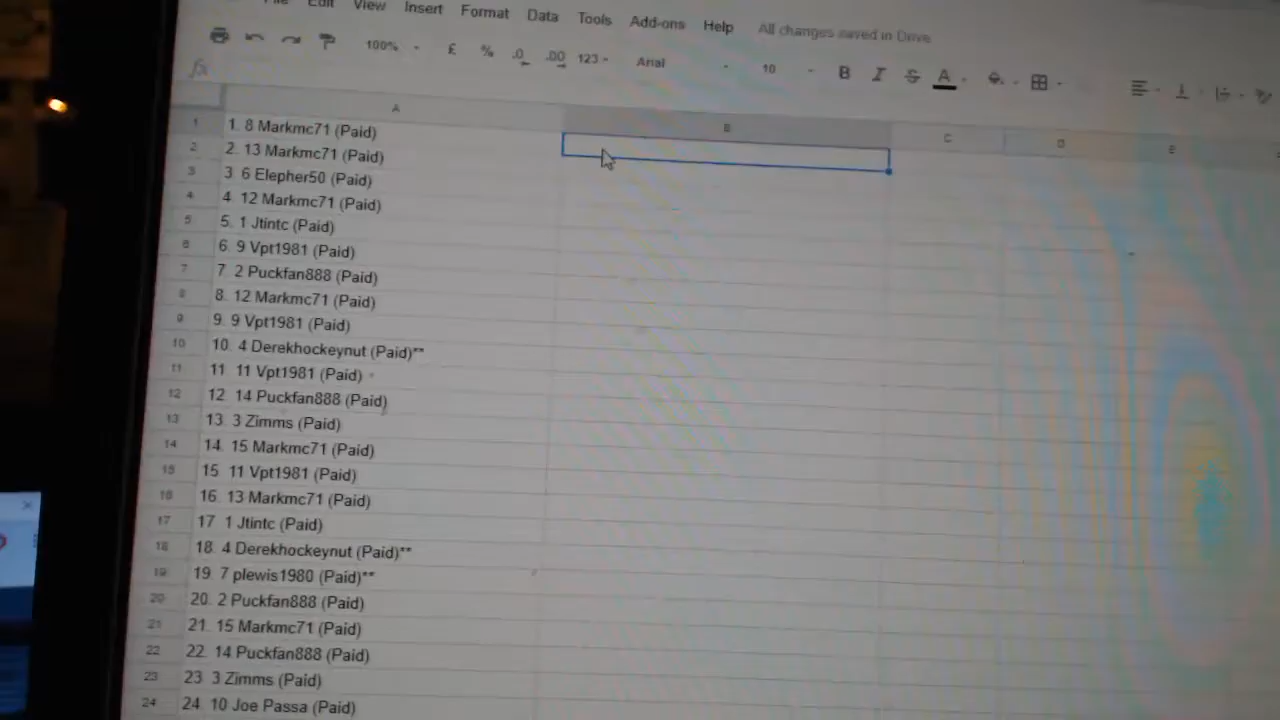 File Edit View Insert Format Data Tools Add-ons Help All changes saved in Drive
100% £ % .0 .00 123 Arial 10 B I S A
fx
A B C D E
1 1. 8 Markmc71 (Paid)
2 2. 13 Markmc71 (Paid)
3 3. 6 Elepher50 (Paid)
4 4. 12 Markmc71 (Paid)
5 5. 1 Jtintc (Paid)
6 6. 9 Vpt1981 (Paid)
7 7. 2 Puckfan888 (Paid)
8 8. 12 Markmc71 (Paid)
9 9. 9 Vpt1981 (Paid)
10 10. 4 Derekhockeynut (Paid)**
11 11 11 Vpt1981 (Paid)
12 12. 14 Puckfan888 (Paid)
13 13. 3 Zimms (Paid)
14 14. 15 Markmc71 (Paid)
15 15 11 Vpt1981 (Paid)
16 16. 13 Markmc71 (Paid)
17 17 1 Jtintc (Paid)
18 18. 4 Derekhockeynut (Paid)**
19 19. 7 plewis1980 (Paid)**
20 20. 2 Puckfan888 (Paid)
21 21. 15 Markmc71 (Paid)
22 22. 14 Puckfan888 (Paid)
23 23 3 Zimms (Paid)
24 24. 10 Joe Passa (Paid)